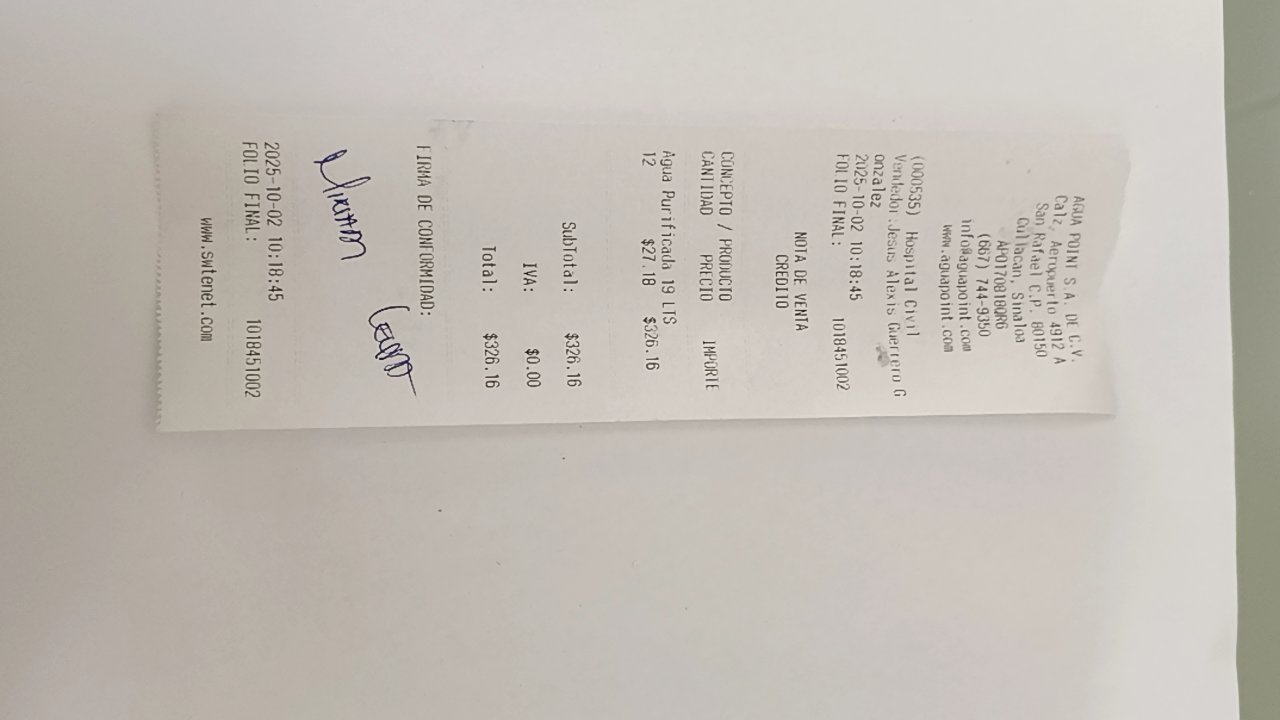 AGUA POINT S.A. DE C.V.
Calz. Aeropuerto 4912 A
San Rafael C.P. 80150
Culiacan, Sinaloa
APO170818QR6
(667) 744-9350
info@aguapoint.com
www.aguapoint.com
(000535) Hospital Civil
Vendedor:Jesus Alexis Guerrero G
onzalez
2025-10-02 10:18:45
FOLIO FINAL: 1018451002
NOTA DE VENTA
CREDITO
CONCEPTO / PRODUCTO
CANTIDAD PRECIO IMPORTE
Agua Purificada 19 LTS
12 $27.18 $326.16
SubTotal: $326.16
IVA: $0.00
Total: $326.16
FIRMA DE CONFORMIDAD:
Miriam
2025-10-02 10:18:45
FOLIO FINAL: 1018451002
www.swtenet.com